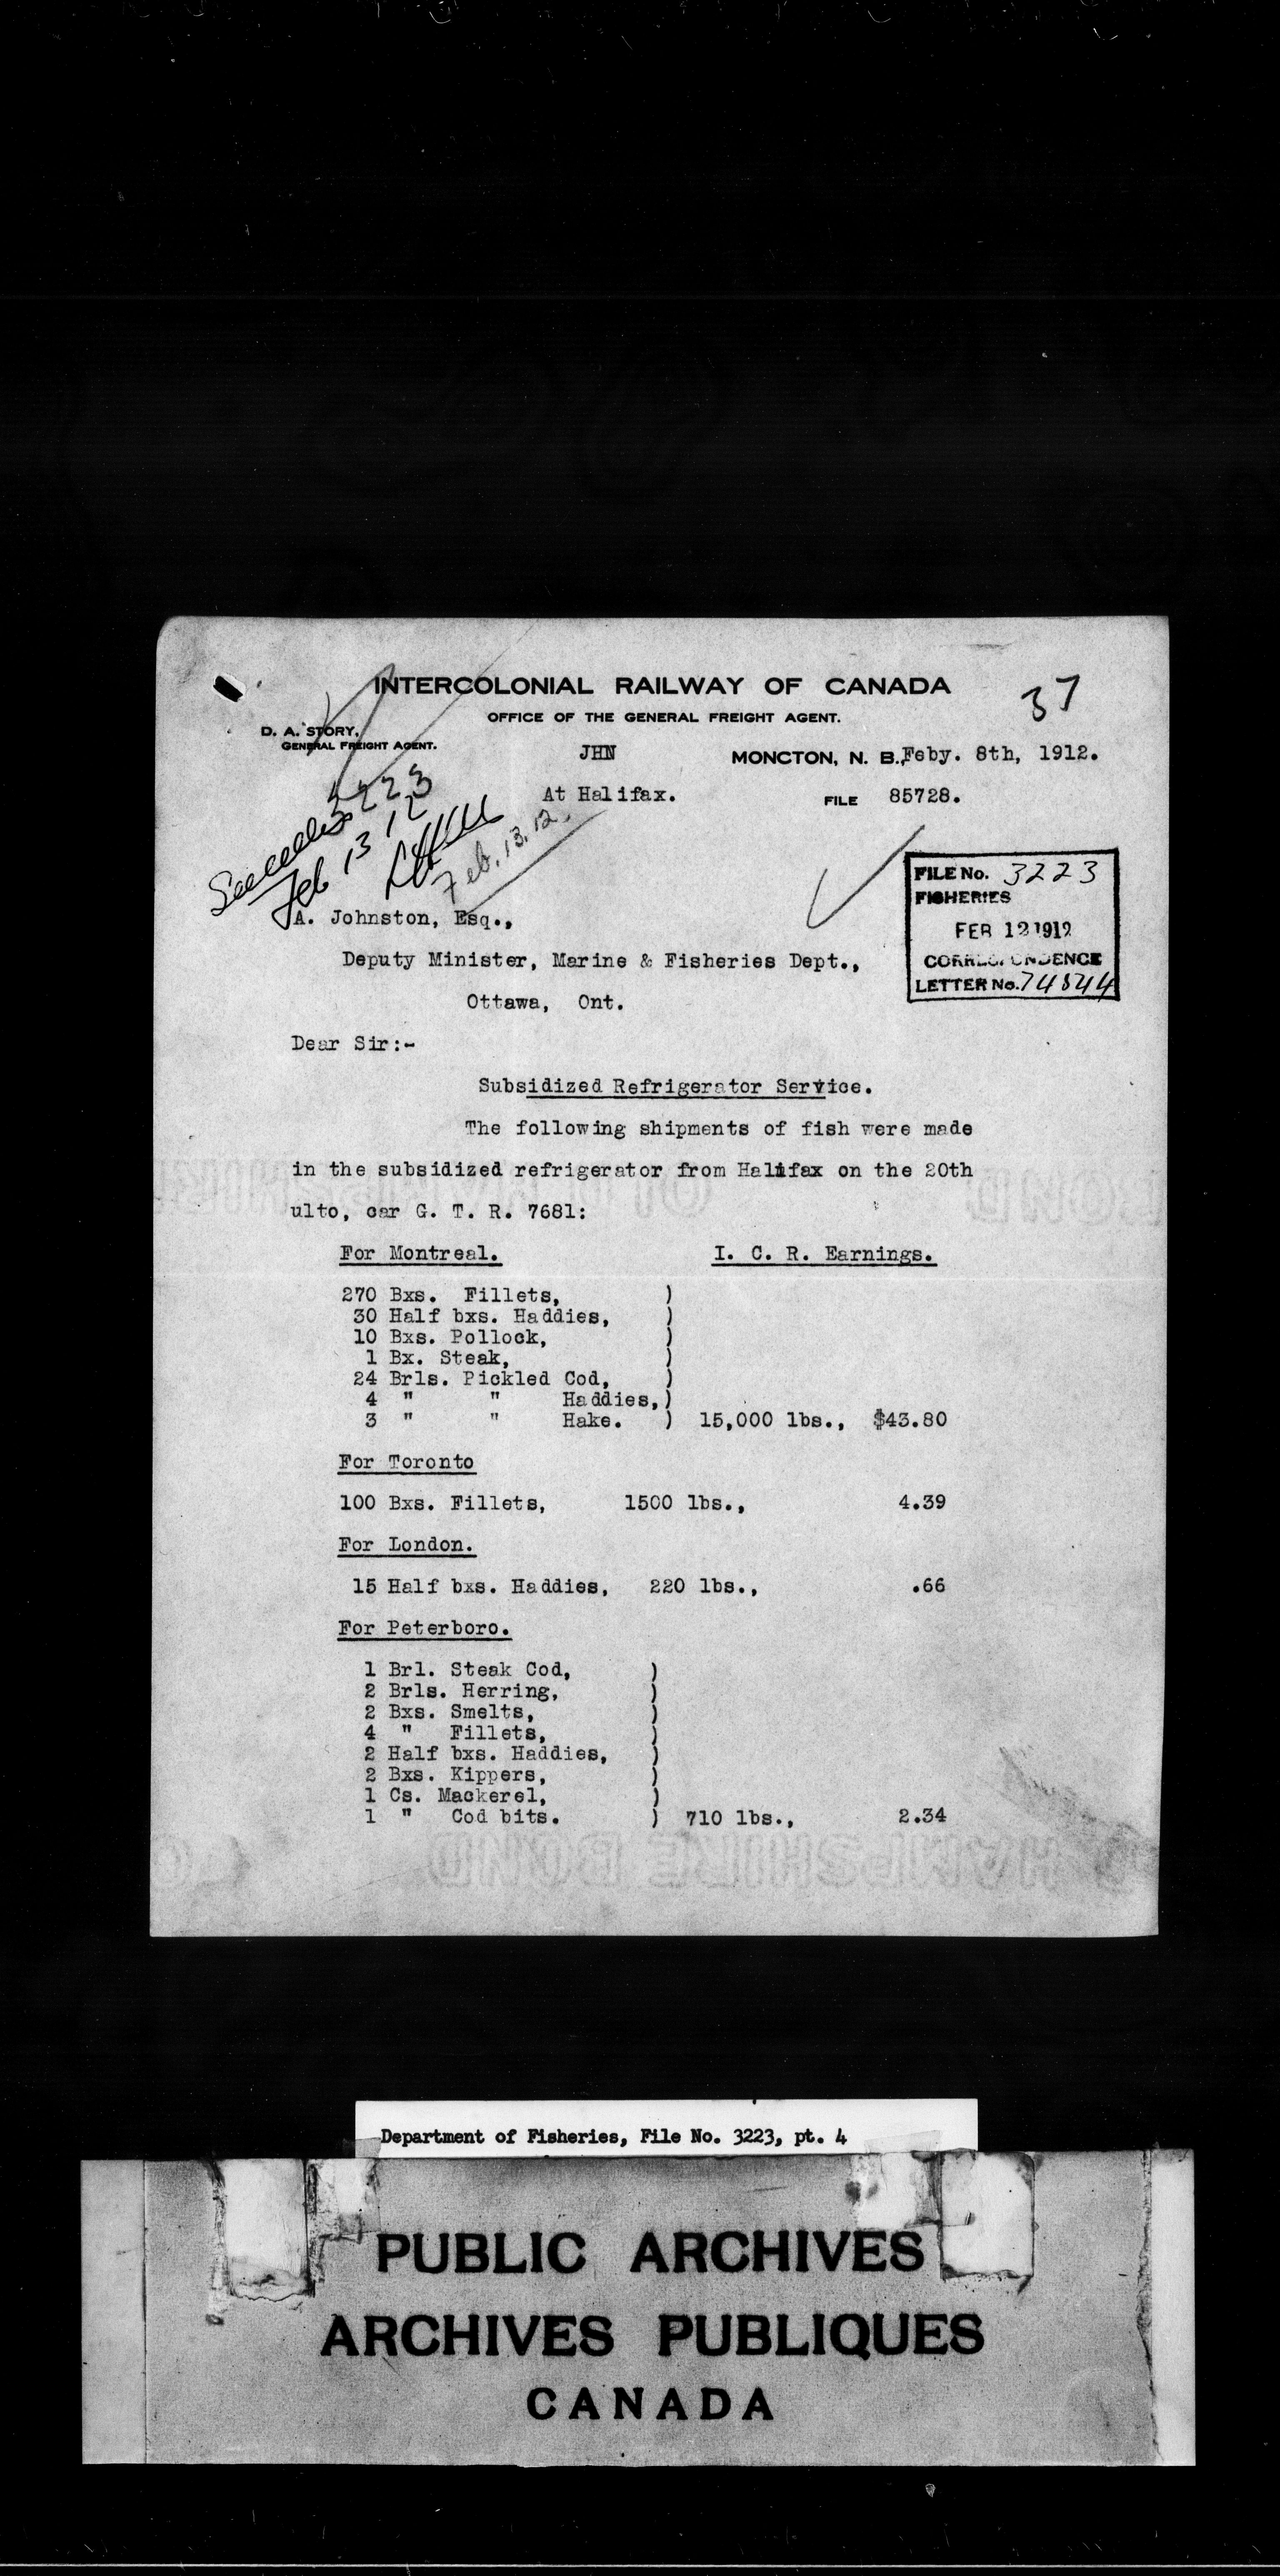 INTERCOLONIAL RAILWAY OF CANADA
37
OFFICE OF THE GENERAL FREIGHT AGENT.
D. A. STORY,
GENERAL FREIGHT AGENT.
JHN
MONCTON, N. B., Feby. 8th, 1912.
At Halifax.
FILE 85728.
3223
Feb 13 12
Feb. 13. 12.
FILE No. 3223
FISHERIES
FEB 12 1912
CORRESPONDENCE
LETTER No. 74844
A. Johnston, Esq.,
Deputy Minister, Marine & Fisheries Dept.,
Ottawa, Ont.
Dear Sir:-
Subsidized Refrigerator Service.
The following shipments of fish were made
in the subsidized refrigerator from Halifax on the 20th
ulto, car G. T. R. 7681:
For Montreal. I. C. R. Earnings.
270 Bxs. Fillets, )
30 Half bxs. Haddies, )
10 Bxs. Pollock, )
1 Bx. Steak, )
24 Brls. Pickled Cod, )
4 " " Haddies, )
3 " " Hake. ) 15,000 lbs., $43.80
For Toronto
100 Bxs. Fillets, 1500 lbs., 4.39
For London.
15 Half bxs. Haddies, 220 lbs., .66
For Peterboro.
1 Brl. Steak Cod, )
2 Brls. Herring, )
2 Bxs. Smelts, )
4 " Fillets, )
2 Half bxs. Haddies, )
2 Bxs. Kippers, )
1 Cs. Mackerel, )
1 " Cod bits. ) 710 lbs., 2.34
HAMPSHIRE BOND
Department of Fisheries, File No. 3223, pt. 4
PUBLIC ARCHIVES
ARCHIVES PUBLIQUES
CANADA